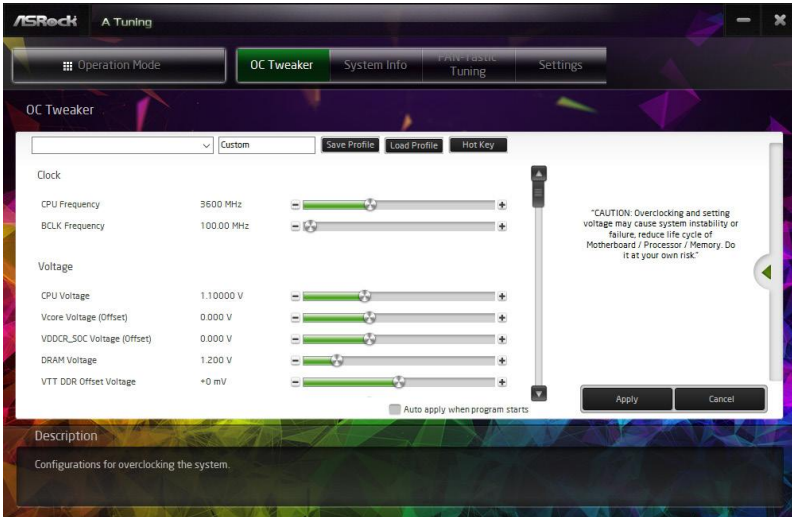 ASRock A Tuning
Operation Mode
OC Tweaker
System Info
FAN-Tastic
Tuning
Settings
OC Tweaker
Custom
Save Profile
Load Profile
Hot Key
Clock
CPU Frequency 3600 MHz
BCLK Frequency 100.00 MHz
Voltage
CPU Voltage 1.10000 V
Vcore Voltage (Offset) 0.000 V
VDDCR_SOC Voltage (Offset) 0.000 V
DRAM Voltage 1.200 V
VTT DDR Offset Voltage +0 mV
Auto apply when program starts
"CAUTION: Overclocking and setting
voltage may cause system instability or
failure, reduce life cycle of
Motherboard / Processor / Memory. Do
it at your own risk."
Apply
Cancel
Description
Configurations for overclocking the system.